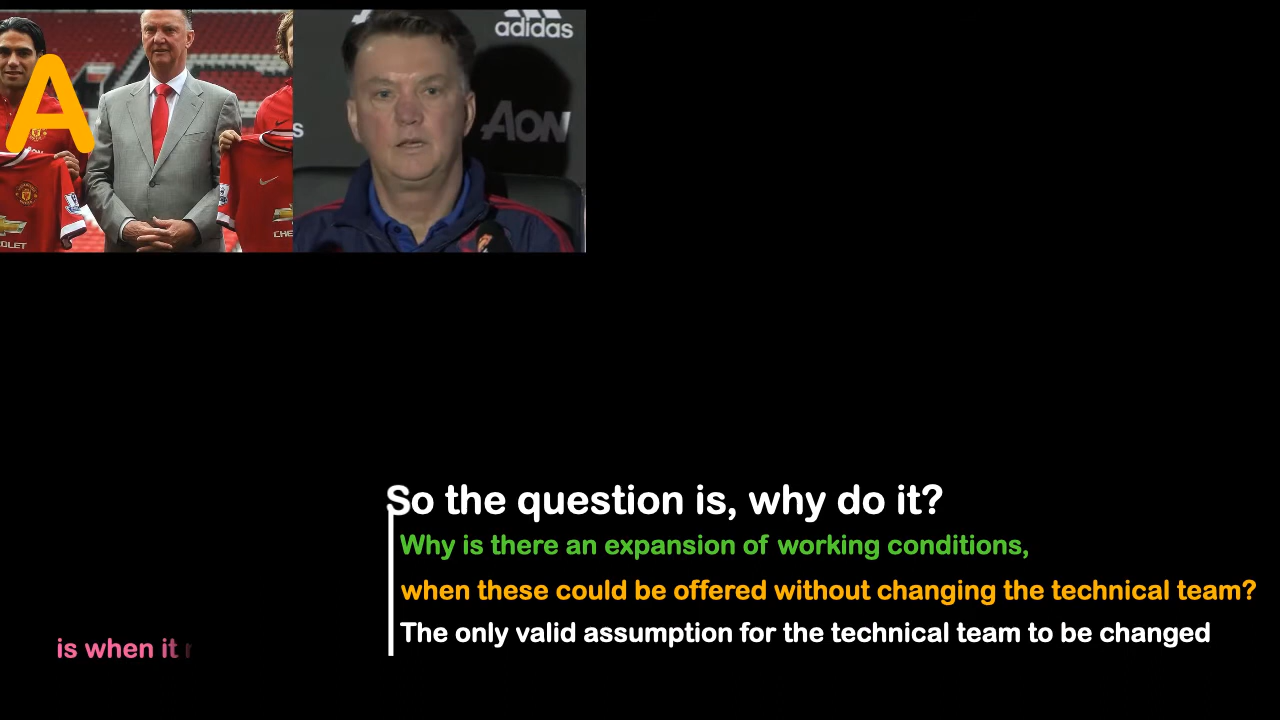 A
adidas
AON
So the question is, why do it?
Why is there an expansion of working conditions,
when these could be offered without changing the technical team?
The only valid assumption for the technical team to be changed
is when it